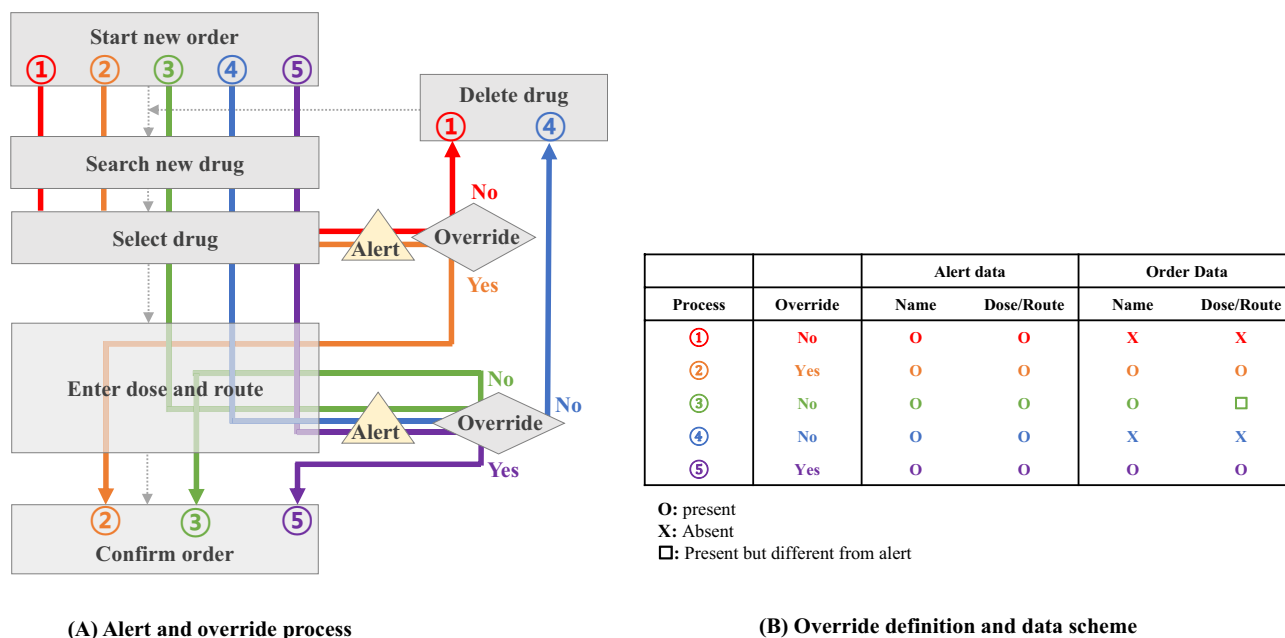 Start new order
① ② ③ ④ ⑤
Delete drug
① ④
Search new drug
No
Select drug
Alert
Override
Yes
Enter dose and route
No
No
Alert
Override
Yes
② ③ ⑤
Confirm order
(A) Alert and override process
Alert data Order Data
Process Override Name Dose/Route Name Dose/Route
① No O O X X
② Yes O O O O
③ No O O O □
④ No O O X X
⑤ Yes O O O O
O: present
X: Absent
□: Present but different from alert
(B) Override definition and data scheme